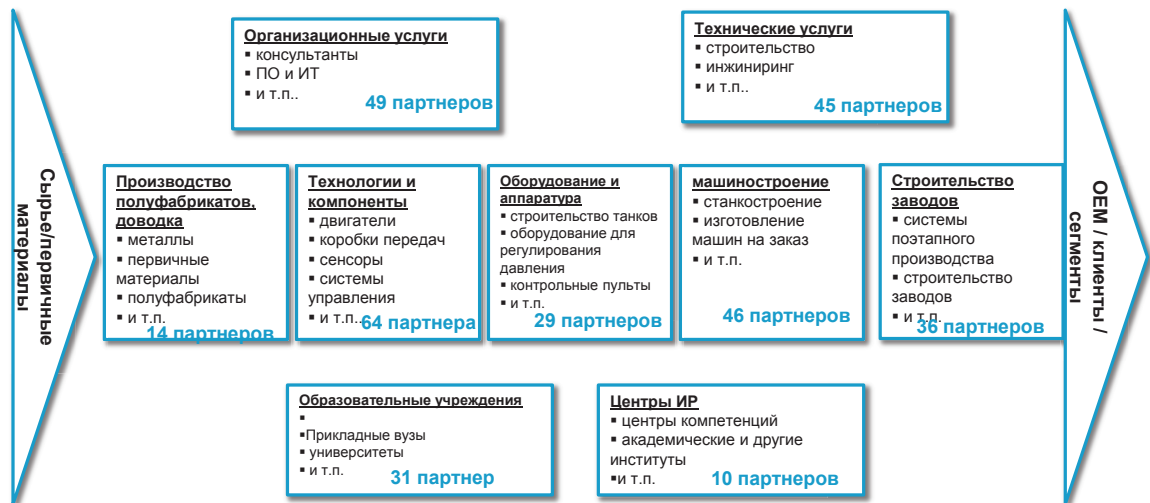 Организационные услуги
▪ консультанты
▪ ПО и ИТ
▪ и т.п..
49 партнеров
Технические услуги
▪ строительство
▪ инжиниринг
▪ и т.п..
45 партнеров
Сырье/первичные
материалы
Производство
полуфабрикатов,
доводка
▪ металлы
▪ первичные
материалы
▪ полуфабрикаты
▪ и т.п.
14 партнеров
Технологии и
компоненты
▪ двигатели
▪ коробки передач
▪ сенсоры
▪ системы
управления
▪ и т.п..
64 партнера
Оборудование и
аппаратура
▪ строительство танков
▪ оборудование для
регулирования
давления
▪ контрольные пульты
▪ и т.п.
29 партнеров
машиностроение
▪ станкостроение
▪ изготовление
машин на заказ
▪ и т.п.
46 партнеров
Строительство
заводов
▪ системы
поэтапного
производства
▪ строительство
заводов
▪ и т.п.
36 партнеров
OEM / клиенты /
сегменты
Образовательные учреждения
▪
▪Прикладные вузы
▪ университеты
▪ и т.п.
31 партнер
Центры ИР
▪ центры компетенций
▪ академические и другие
институты
▪и т.п.
10 партнеров